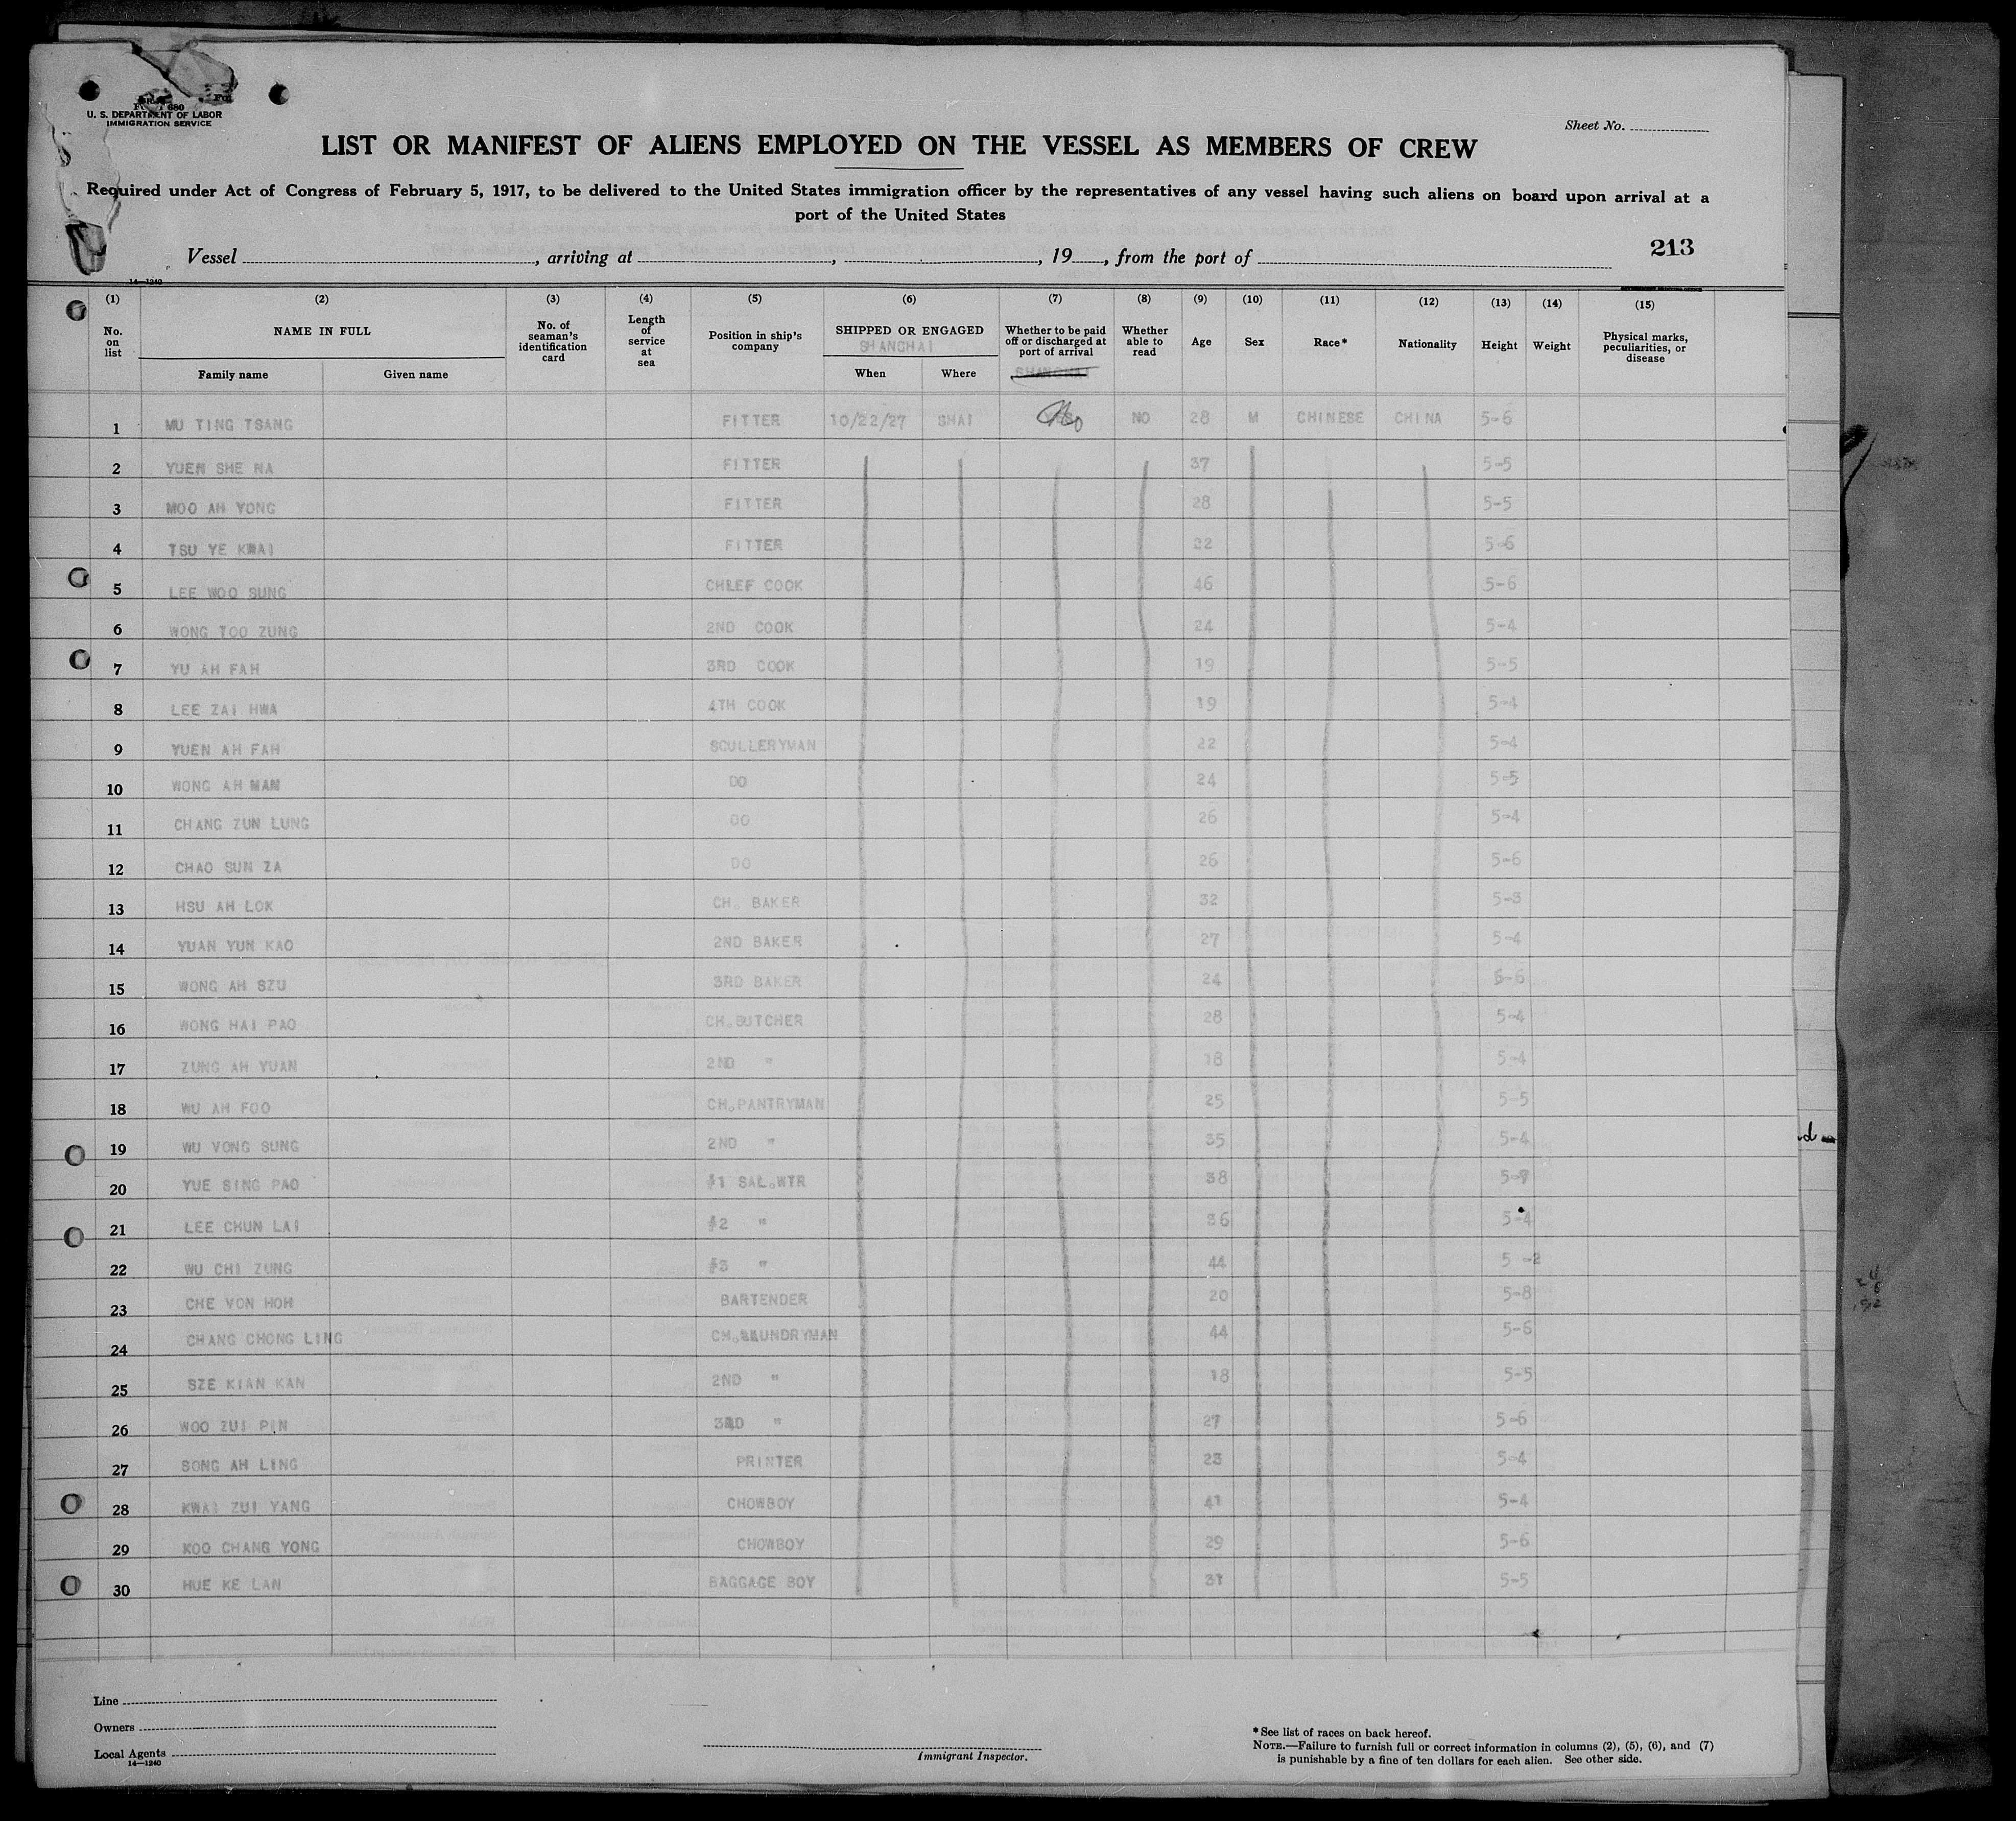 U. S. DEPARTMENT OF LABOR
IMMIGRATION SERVICE
Sheet No.
LIST OR MANIFEST OF ALIENS EMPLOYED ON THE VESSEL AS MEMBERS OF CREW
Required under Act of Congress of February 5, 1917, to be delivered to the United States immigration officer by the representatives of any vessel having such aliens on board upon arrival at a
port of the United States
Vessel , arriving at , , 19 , from the port of
213
14—1240
(1) (2) (3) (4) (5) (6) (7) (8) (9) (10) (11) (12) (13) (14) (15)
No. on list NAME IN FULL Family name Given name No. of seaman's identification card Length of service at sea Position in ship's company SHIPPED OR ENGAGED SHANGHAI When Where Whether to be paid off or discharged at port of arrival SHANGHAI Whether able to read Age Sex Race* Nationality Height Weight Physical marks, peculiarities, or disease
1 MU TING TSANG FITTER 10/22/27 SHAI No NO 28 M CHINESE CHINA 5-6
2 YUEN SHE NA FITTER 37 5-5
3 MOO AH YONG FITTER 28 5-5
4 TSU YE KWAI FITTER 32 5-6
5 LEE WOO SUNG CHIEF COOK 46 5-6
6 WONG TOO ZUNG 2ND COOK 24 5-4
7 YU AH FAH 3RD COOK 19 5-5
8 LEE ZAI HWA 4TH COOK 19 5-4
9 YUEN AH FAH SCULLERYMAN 22 5-4
10 WONG AH MAN DO 24 5-5
11 CHANG ZUN LUNG DO 26 5-4
12 CHAO SUN ZA DO 26 5-6
13 HSU AH LOK CH. BAKER 32 5-3
14 YUAN YUN KAO 2ND BAKER 27 5-4
15 WONG AH SZU 3RD BAKER 24 6-6
16 WONG HAI PAO CH.BUTCHER 28 5-4
17 ZUNG AH YUAN 2ND " 18 5-4
18 WU AH FOO CH.PANTRYMAN 25 5-5
19 WU VONG SUNG 2ND " 35 5-4
20 YUE SING PAO #1 SAL.WTR 38 5-7
21 LEE CHUN LAI #2 " 36 5-4
22 WU CHI ZUNG #3 " 44 5 -2
23 CHE VON HOH BARTENDER 20 5-8
24 CHANG CHONG LING CH.LAUNDRYMAN 44 5-6
25 SZE KIAN KAN 2ND " 18 5-5
26 WOO ZUI PIN 3RD " 27 5-6
27 SONG AH LING PRINTER 23 5-4
28 KWAI ZUI YANG CHOWBOY 41 5-4
29 KOO CHANG YONG CHOWBOY 29 5-6
30 HUE KE LAN BAGGAGE BOY 31 5-5
Line
Owners
Local Agents
14—1240
Immigrant Inspector.
*See list of races on back hereof.
NOTE.—Failure to furnish full or correct information in columns (2), (5), (6), and (7)
is punishable by a fine of ten dollars for each alien. See other side.